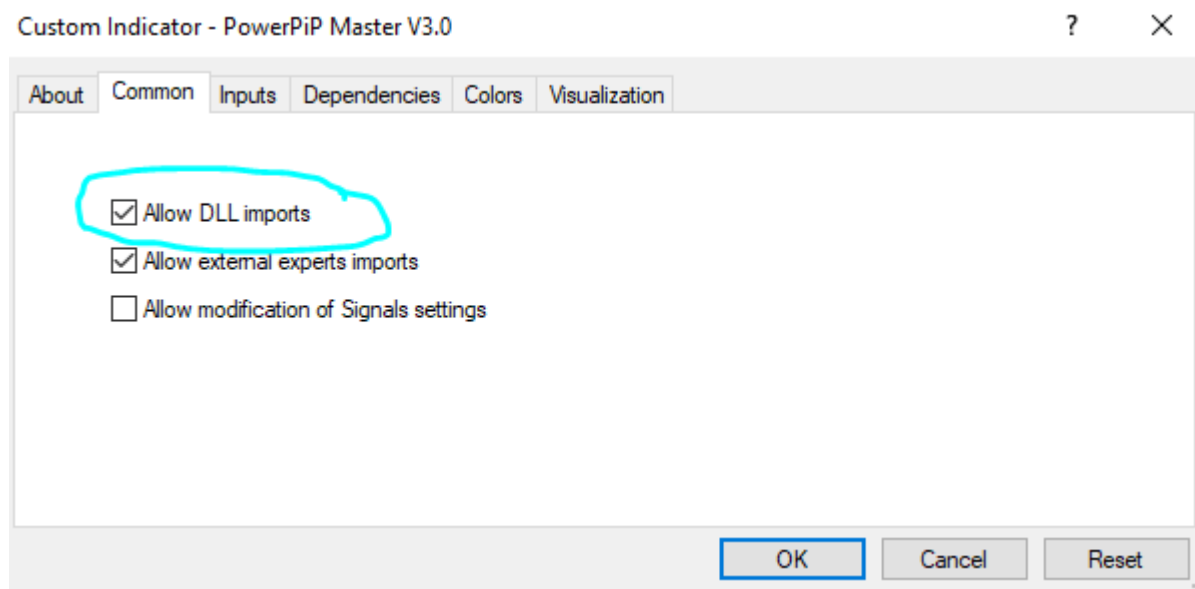 Custom Indicator - PowerPiP Master V3.0 ?
About Common Inputs Dependencies Colors Visualization
Allow DLL imports
Allow external experts imports
Allow modification of Signals settings
OK Cancel Reset